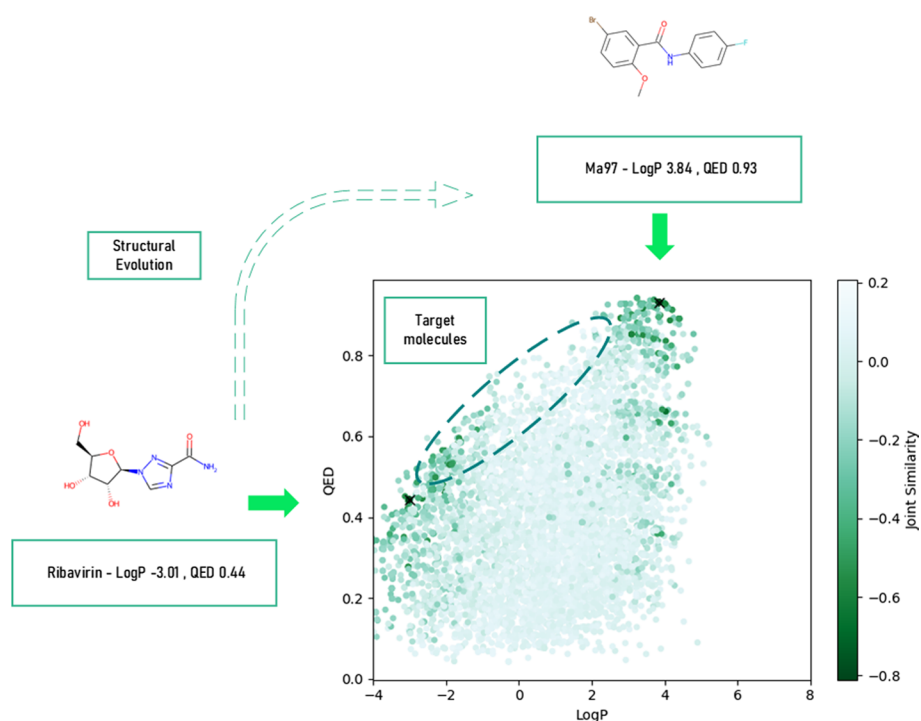 Br
O
F
N
H
O
Ma97 - LogP 3.84 , QED 0.93
Structural
Evolution
Target
molecules
OH
O
O
N
N
NH₂
N
HO
OH
HO
Ribavirin - LogP -3.01 , QED 0.44
QED
0.8
0.6
0.4
0.2
0.0
−4
−2
0
2
4
6
8
LogP
0.2
0.0
−0.2
−0.4
−0.6
−0.8
Joint Similarity